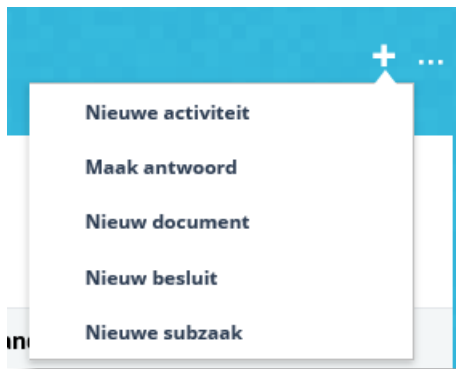 + ...
Nieuwe activiteit
Maak antwoord
Nieuw document
Nieuw besluit
Nieuwe subzaak